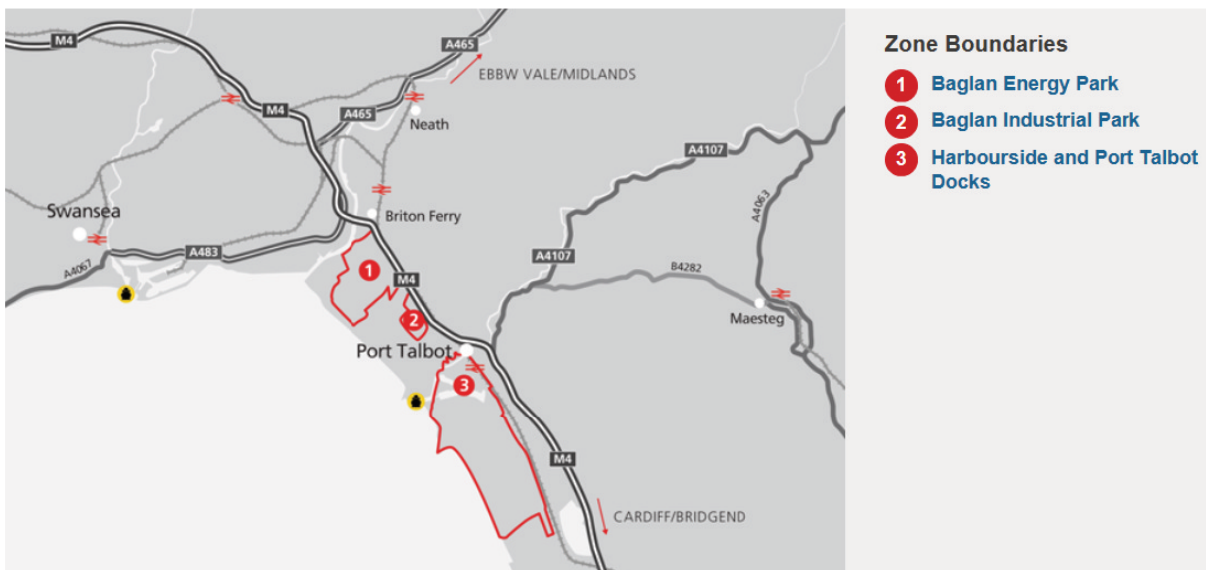 M4
A465
EBBW VALE/MIDLANDS
M4
A465
Neath
A4107
Swansea
Briton Ferry
A4063
A483
A4107
A4067
B4282
1
M4
2
Maesteg
Port Talbot
3
M4
CARDIFF/BRIDGEND
Zone Boundaries
1 Baglan Energy Park
2 Baglan Industrial Park
3 Harbourside and Port Talbot
Docks